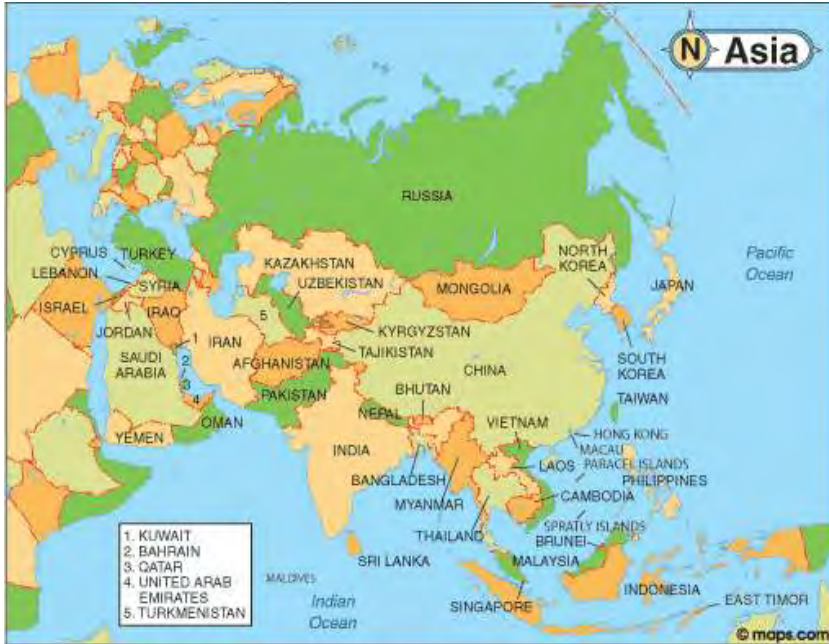 N Asia
RUSSIA
Pacific
Ocean
CYPRUS
TURKEY
LEBANON
SYRIA
ISRAEL
IRAQ
JORDAN
KAZAKHSTAN
UZBEKISTAN
MONGOLIA
NORTH
KOREA
JAPAN
5
1
IRAN
KYRGYZSTAN
TAJIKISTAN
SAUDI
ARABIA
2
3
4
AFGHANISTAN
CHINA
SOUTH
KOREA
PAKISTAN
BHUTAN
TAIWAN
NEPAL
OMAN
YEMEN
INDIA
VIETNAM
HONG KONG
MACAU
BANGLADESH
LAOS
PARACEL ISLANDS
PHILIPPINES
MYANMAR
CAMBODIA
THAILAND
SPRATLY ISLANDS
BRUNEI
1. KUWAIT
2. BAHRAIN
3. QATAR
4. UNITED ARAB
EMIRATES
5. TURKMENISTAN
SRI LANKA
MALAYSIA
MALDIVES
INDONESIA
Indian
Ocean
SINGAPORE
EAST TIMOR
© maps.com